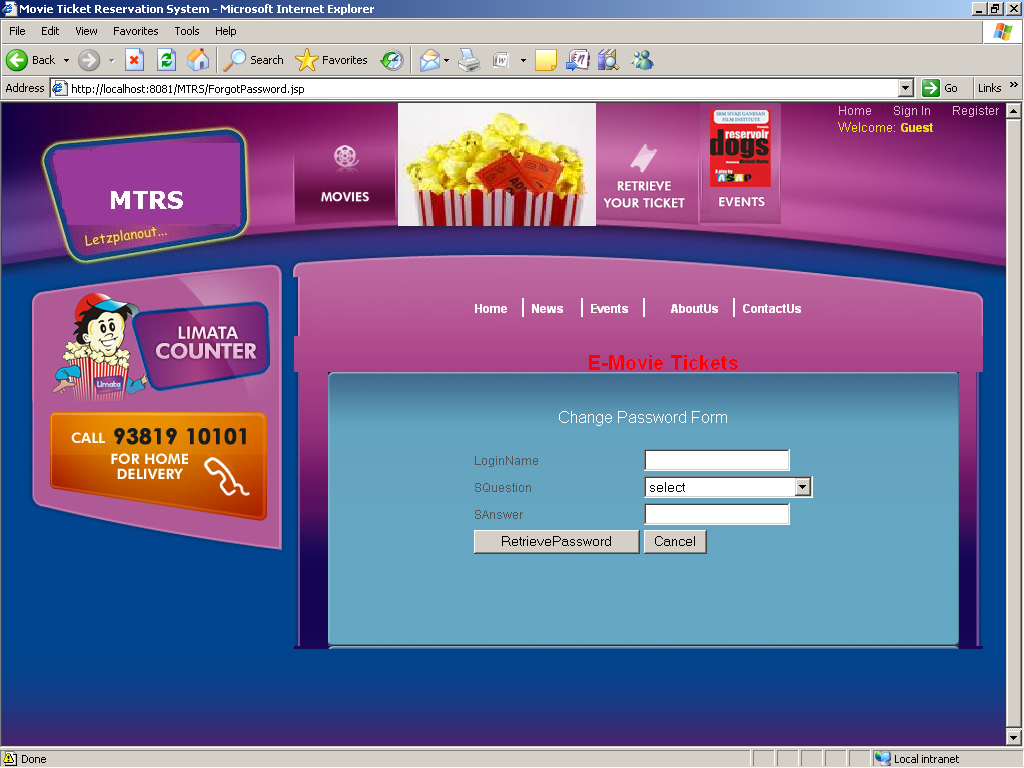 Movie Ticket Reservation System - Microsoft Internet Explorer
File Edit View Favorites Tools Help
Back Search Favorites
Address http://localhost:8081/MTRS/ForgotPassword.jsp Go Links »
Home Sign In Register
Welcome: Guest
MTRS
Letzplanout...
MOVIES
RETRIEVE
YOUR TICKET
reservoir
dogs
ASAP
EVENTS
LIMATA
COUNTER
Limata
CALL 93819 10101
FOR HOME
DELIVERY
Home News Events AboutUs ContactUs
E-Movie Tickets
Change Password Form
LoginName
SQuestion select
SAnswer
RetrievePassword Cancel
Done Local intranet